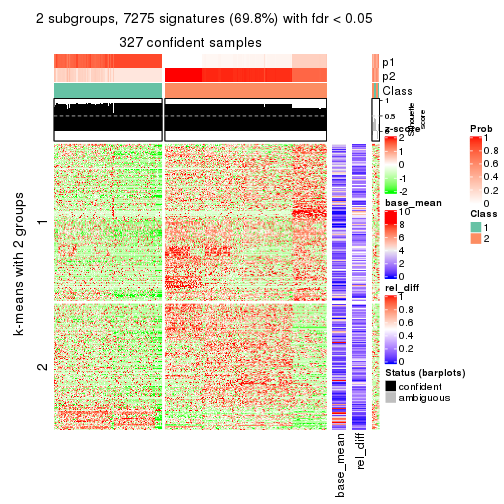 2 subgroups, 7275 signatures (69.8%) with fdr < 0.05
327 confident samples
p1
p2
Class
1
0.5
0
Silhouette
score
k-means with 2 groups
1
2
base_mean
rel_diff
z-score
2
1
0
-1
-2
base_mean
10
8
6
4
2
0
rel_diff
1
0.8
0.6
0.4
0.2
0
Status (barplots)
confident
ambiguous
Prob
1
0.8
0.6
0.4
0.2
0
Class
1
2